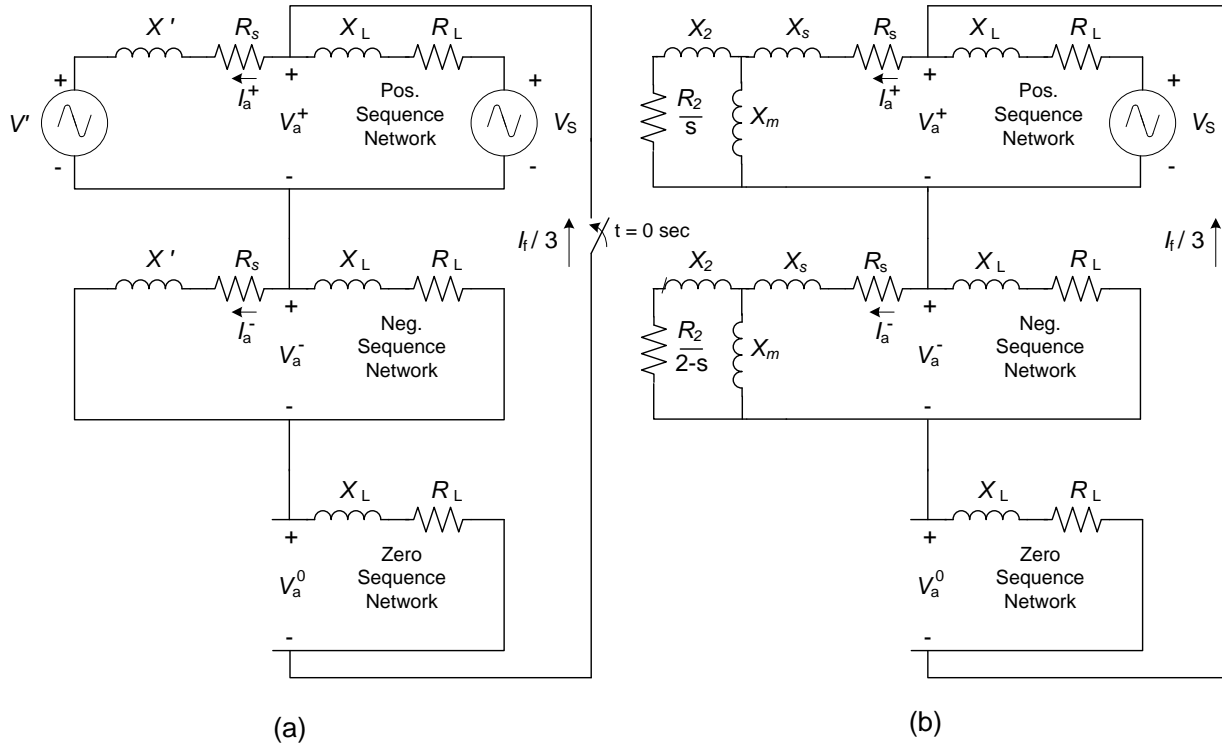 X' Rs XL RL X2 Xs Rs XL RL
+ Ia+ + + + Ia+ + +
V' Va+ Pos. Sequence Network VS R2/s Xm Va+ Pos. Sequence Network VS
- - - - -
If / 3 t = 0 sec If / 3
X' Rs XL RL X2 Xs Rs XL RL
Ia- + Ia- +
Va- Neg. Sequence Network R2/2-s Xm Va- Neg. Sequence Network
- -
XL RL XL RL
+ +
Va0 Zero Sequence Network Va0 Zero Sequence Network
- -
(a) (b)